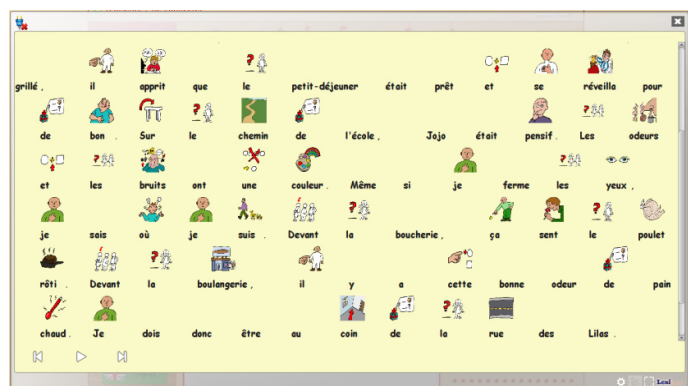 grillé, il apprit que le petit-déjeuner était prêt et se réveilla pour
de bon. Sur le chemin de l'école, Jojo était pensif. Les odeurs
et les bruits ont une couleur. Même si je ferme les yeux,
je sais où je suis. Devant la boucherie, ça sent le poulet
rôti. Devant la boulangerie, il y a cette bonne odeur de pain
chaud. Je dois donc être au coin de la rue des Lilas.
Lexi